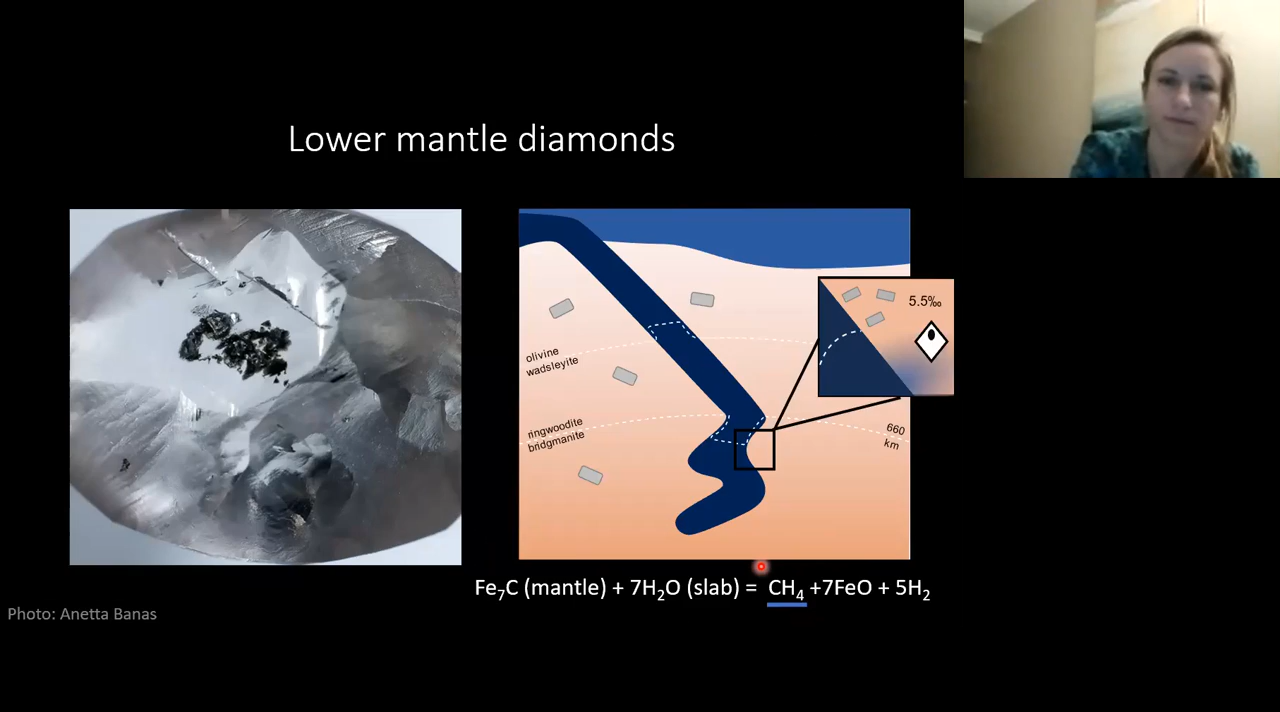 Lower mantle diamonds
5.5‰
olivine
wadsleyite
ringwoodite
bridgmanite
660
km
Fe₇C (mantle) + 7H₂O (slab) = CH₄ +7FeO + 5H₂
Photo: Anetta Banas